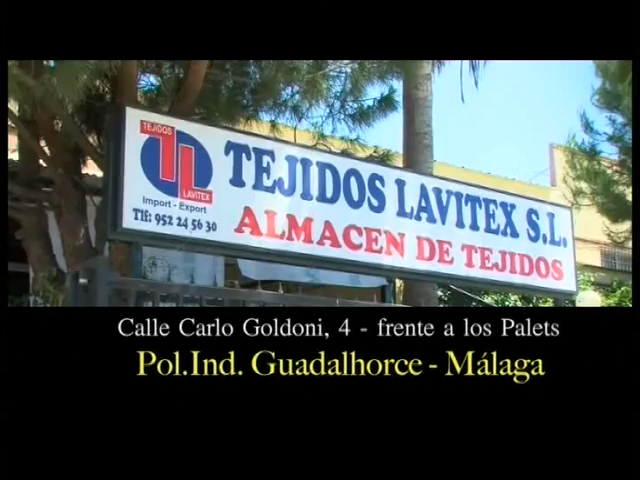 TEJIDOS
TL
LAVITEX
Import - Export
Tlf: 952 24 56 30
TEJIDOS LAVITEX S.L.
ALMACEN DE TEJIDOS
Calle Carlo Goldoni, 4 - frente a los Palets
Pol.Ind. Guadalhorce - Málaga